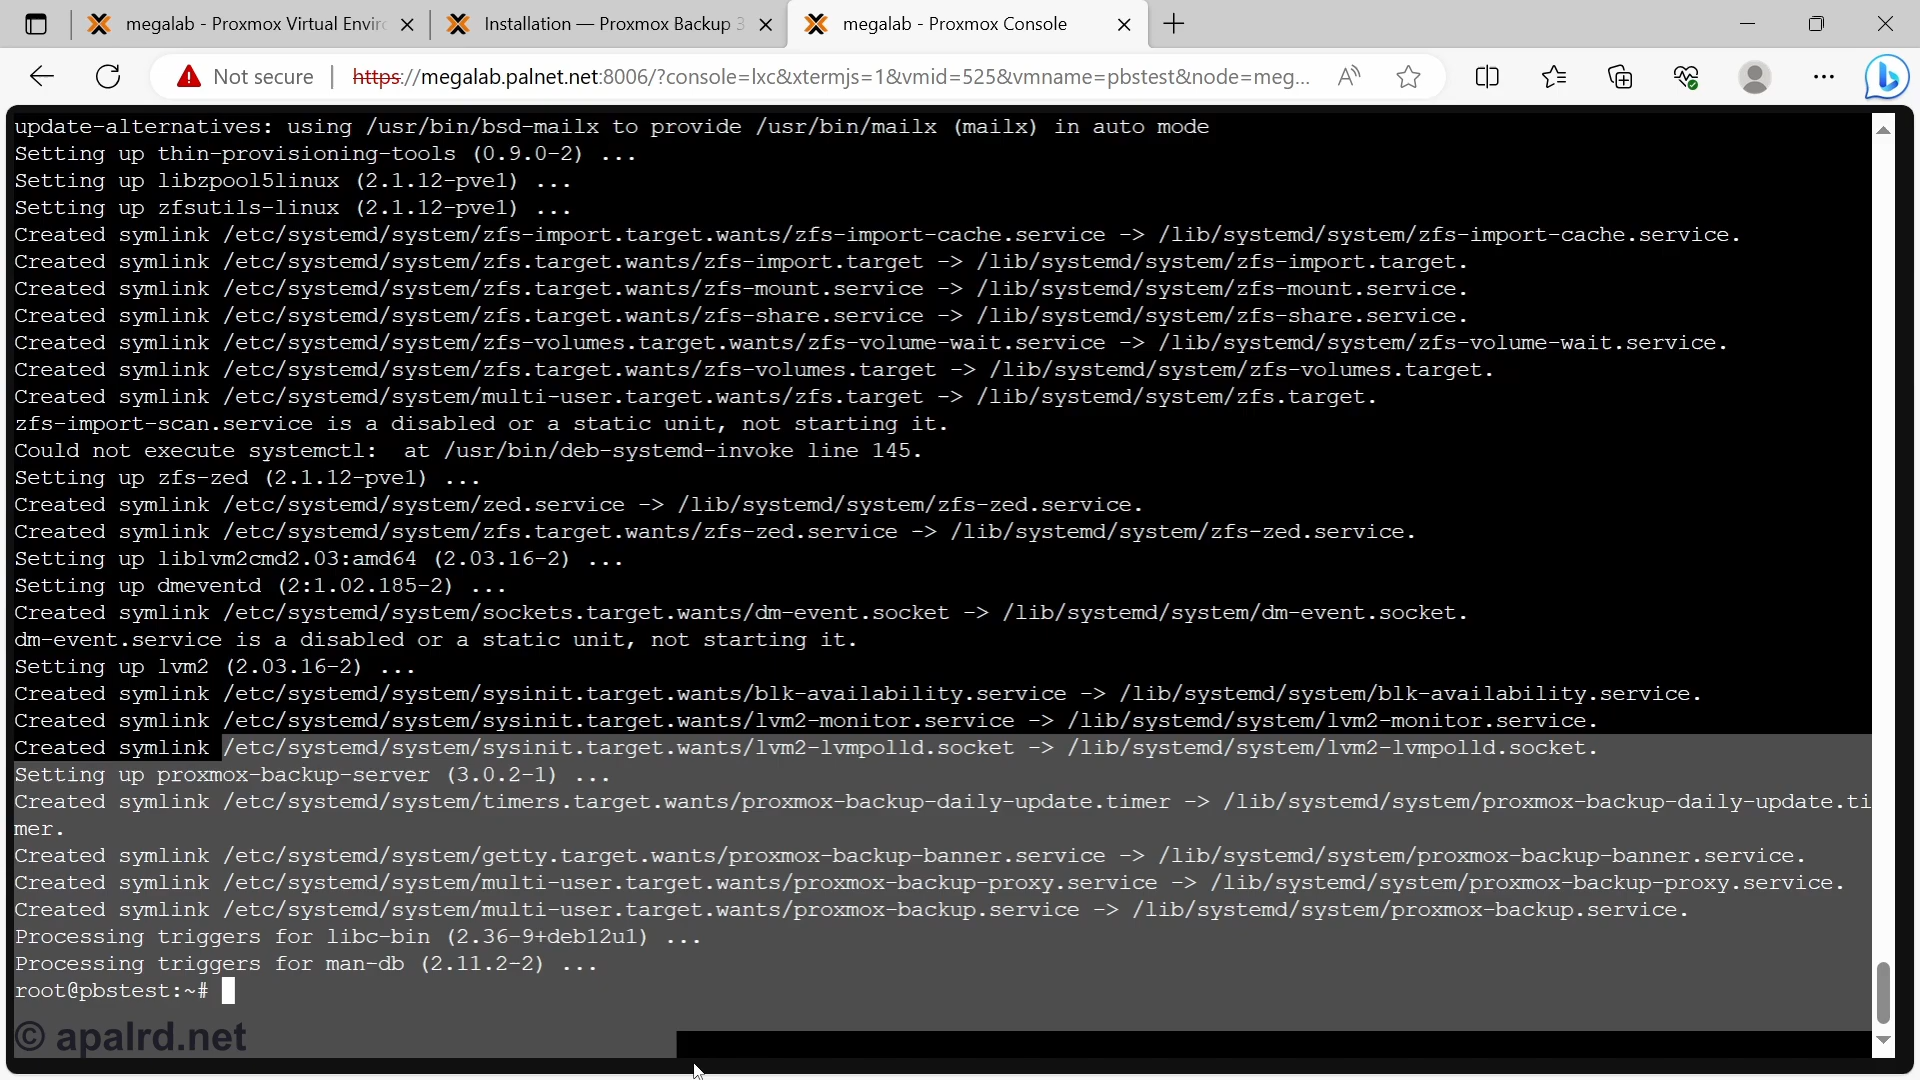 megalab - Proxmox Virtual Enviro
Installation — Proxmox Backup 3
megalab - Proxmox Console
Not secure
https://megalab.palnet.net:8006/?console=lxc&xtermjs=1&vmid=525&vmname=pbstest&node=meg...
update-alternatives: using /usr/bin/bsd-mailx to provide /usr/bin/mailx (mailx) in auto mode
Setting up thin-provisioning-tools (0.9.0-2) ...
Setting up libzpool5linux (2.1.12-pve1) ...
Setting up zfsutils-linux (2.1.12-pve1) ...
Created symlink /etc/systemd/system/zfs-import.target.wants/zfs-import-cache.service -> /lib/systemd/system/zfs-import-cache.service.
Created symlink /etc/systemd/system/zfs.target.wants/zfs-import.target -> /lib/systemd/system/zfs-import.target.
Created symlink /etc/systemd/system/zfs.target.wants/zfs-mount.service -> /lib/systemd/system/zfs-mount.service.
Created symlink /etc/systemd/system/zfs.target.wants/zfs-share.service -> /lib/systemd/system/zfs-share.service.
Created symlink /etc/systemd/system/zfs-volumes.target.wants/zfs-volume-wait.service -> /lib/systemd/system/zfs-volume-wait.service.
Created symlink /etc/systemd/system/zfs.target.wants/zfs-volumes.target -> /lib/systemd/system/zfs-volumes.target.
Created symlink /etc/systemd/system/multi-user.target.wants/zfs.target -> /lib/systemd/system/zfs.target.
zfs-import-scan.service is a disabled or a static unit, not starting it.
Could not execute systemctl:  at /usr/bin/deb-systemd-invoke line 145.
Setting up zfs-zed (2.1.12-pve1) ...
Created symlink /etc/systemd/system/zed.service -> /lib/systemd/system/zfs-zed.service.
Created symlink /etc/systemd/system/zfs.target.wants/zfs-zed.service -> /lib/systemd/system/zfs-zed.service.
Setting up liblvm2cmd2.03:amd64 (2.03.16-2) ...
Setting up dmeventd (2:1.02.185-2) ...
Created symlink /etc/systemd/system/sockets.target.wants/dm-event.socket -> /lib/systemd/system/dm-event.socket.
dm-event.service is a disabled or a static unit, not starting it.
Setting up lvm2 (2.03.16-2) ...
Created symlink /etc/systemd/system/sysinit.target.wants/blk-availability.service -> /lib/systemd/system/blk-availability.service.
Created symlink /etc/systemd/system/sysinit.target.wants/lvm2-monitor.service -> /lib/systemd/system/lvm2-monitor.service.
Created symlink /etc/systemd/system/sysinit.target.wants/lvm2-lvmpolld.socket -> /lib/systemd/system/lvm2-lvmpolld.socket.
Setting up proxmox-backup-server (3.0.2-1) ...
Created symlink /etc/systemd/system/timers.target.wants/proxmox-backup-daily-update.timer -> /lib/systemd/system/proxmox-backup-daily-update.ti
mer.
Created symlink /etc/systemd/system/getty.target.wants/proxmox-backup-banner.service -> /lib/systemd/system/proxmox-backup-banner.service.
Created symlink /etc/systemd/system/multi-user.target.wants/proxmox-backup-proxy.service -> /lib/systemd/system/proxmox-backup-proxy.service.
Created symlink /etc/systemd/system/multi-user.target.wants/proxmox-backup.service -> /lib/systemd/system/proxmox-backup.service.
Processing triggers for libc-bin (2.36-9+deb12u1) ...
Processing triggers for man-db (2.11.2-2) ...
root@pbstest:~#
© apalrd.net